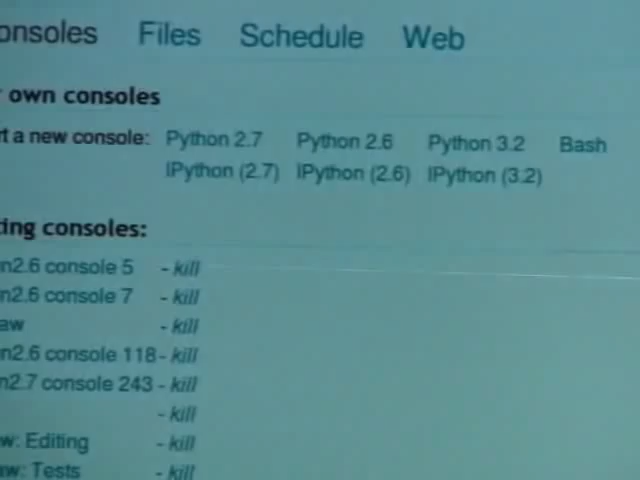 onsoles Files Schedule Web
own consoles
rt a new console: Python 2.7 Python 2.6 Python 3.2 Bash
IPython (2.7) IPython (2.6) IPython (3.2)
ting consoles:
n2.6 console 5 - kill
n2.6 console 7 - kill
aw - kill
n2.6 console 118 - kill
n2.7 console 243 - kill
- kill
w: Editing - kill
aw: Tests - kill